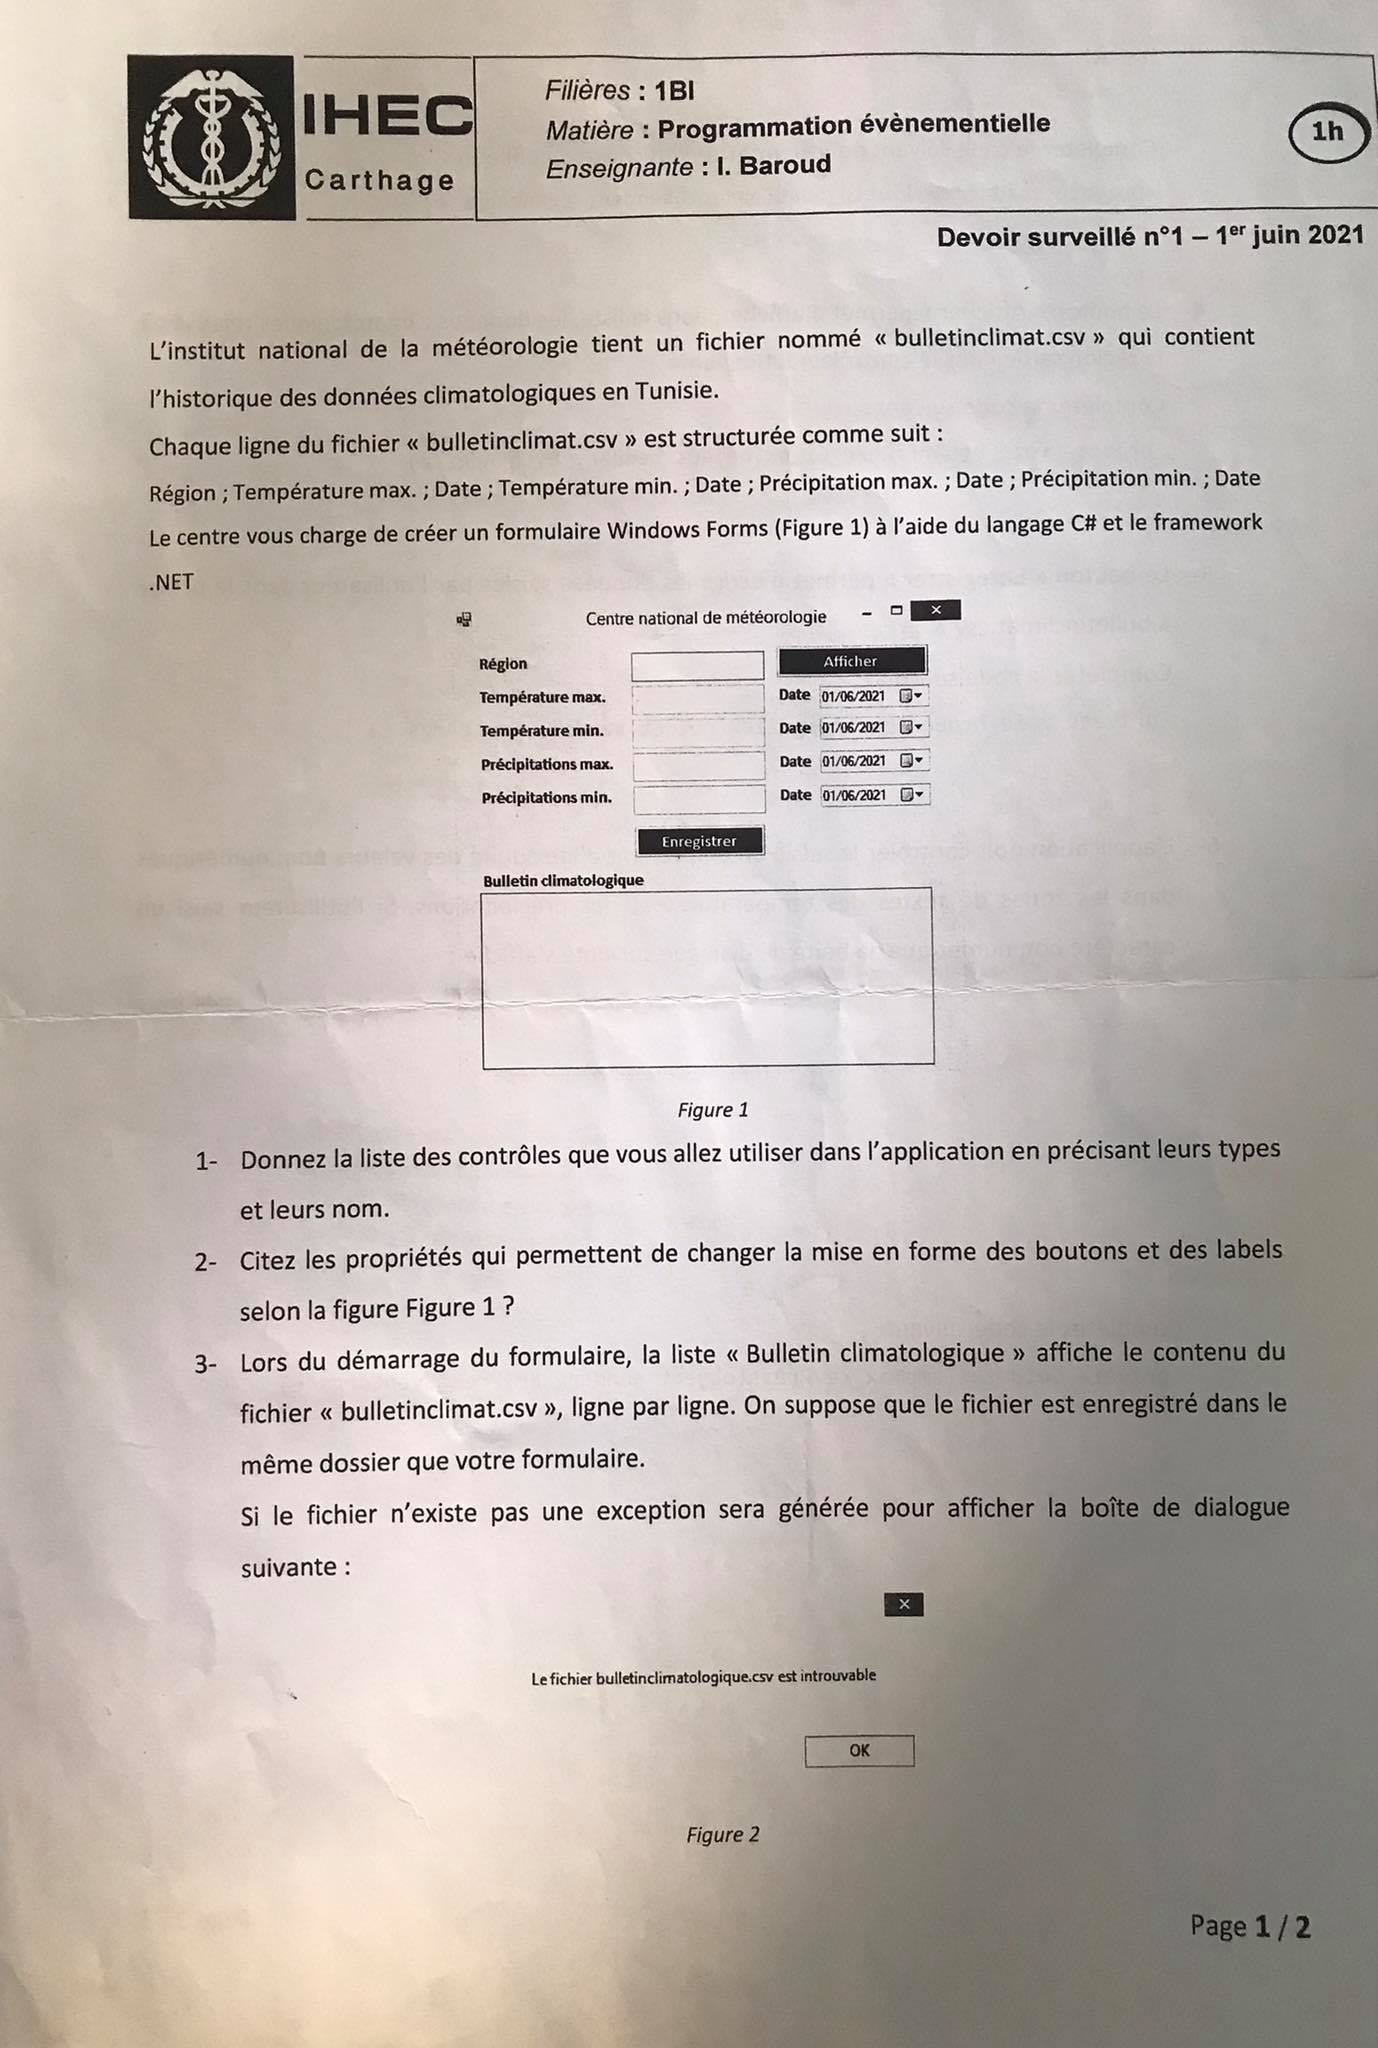 IHEC
Carthage
Filières : 1BI
Matière : Programmation évènementielle
Enseignante : I. Baroud
1h
Devoir surveillé n°1 – 1er juin 2021
L'institut national de la météorologie tient un fichier nommé « bulletinclimat.csv » qui contient
l'historique des données climatologiques en Tunisie.
Chaque ligne du fichier « bulletinclimat.csv » est structurée comme suit :
Région ; Température max. ; Date ; Température min. ; Date ; Précipitation max. ; Date ; Précipitation min. ; Date
Le centre vous charge de créer un formulaire Windows Forms (Figure 1) à l'aide du langage C# et le framework
.NET
Centre national de météorologie
Région Afficher
Température max. Date 01/06/2021
Température min. Date 01/06/2021
Précipitations max. Date 01/06/2021
Précipitations min. Date 01/06/2021
Enregistrer
Bulletin climatologique
Figure 1
1- Donnez la liste des contrôles que vous allez utiliser dans l'application en précisant leurs types
et leurs nom.
2- Citez les propriétés qui permettent de changer la mise en forme des boutons et des labels
selon la figure Figure 1 ?
3- Lors du démarrage du formulaire, la liste « Bulletin climatologique » affiche le contenu du
fichier « bulletinclimat.csv », ligne par ligne. On suppose que le fichier est enregistré dans le
même dossier que votre formulaire.
Si le fichier n'existe pas une exception sera générée pour afficher la boîte de dialogue
suivante :
Le fichier bulletinclimatologique.csv est introuvable
OK
Figure 2
Page 1 / 2